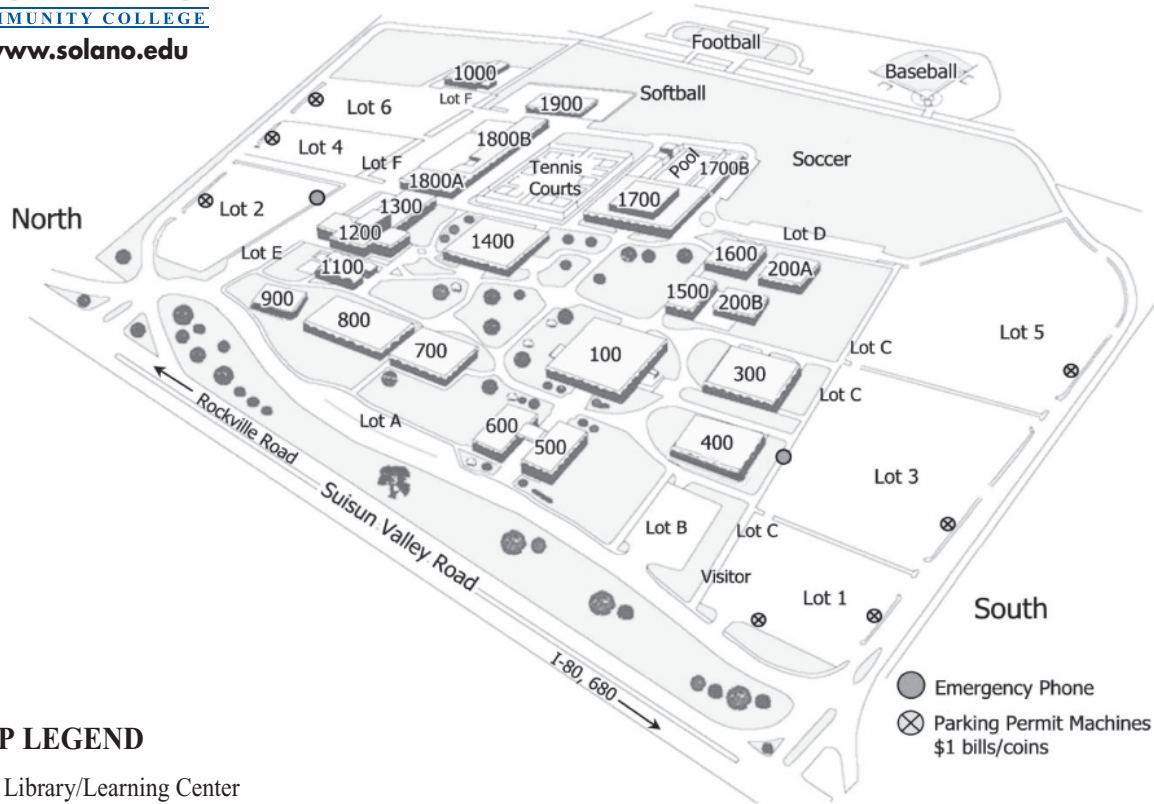 COMMUNITY COLLEGE
www.solano.edu
Football
Baseball
1000
Lot F
Softball
Lot 6
1900
Lot 4
1800B
Lot F
Tennis
Courts
Pool
1700B
Soccer
1800A
1700
North
Lot 2
1300
1200
1400
Lot D
Lot E
1100
1600
200A
900
1500
200B
800
700
100
300
Lot C
Lot 5
Lot C
Lot A
600
500
400
Rockville Road
Suisun Valley Road
Lot 3
Lot B
Lot C
Visitor
Lot 1
South
I-80, 680
Emergency Phone
Parking Permit Machines
$1 bills/coins
P LEGEND
Library/Learning Center